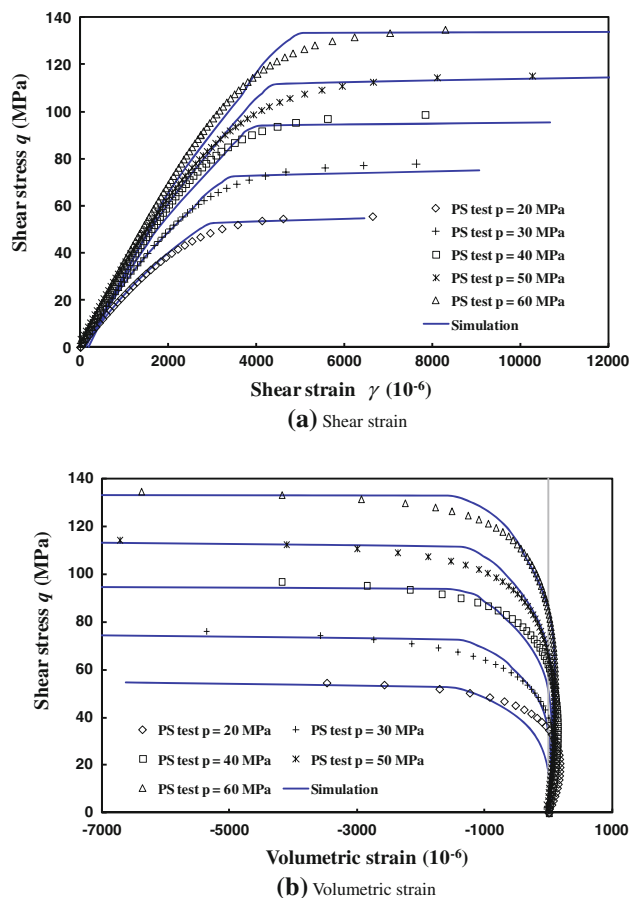 140
120
100
80
60
40
20
0
Shear stress q (MPa)
PS test p = 20 MPa
PS test p = 30 MPa
PS test p = 40 MPa
PS test p = 50 MPa
PS test p = 60 MPa
Simulation
0 2000 4000 6000 8000 10000 12000
Shear strain γ (10-6)
(a) Shear strain
140
120
100
80
60
40
20
0
Shear stress q (MPa)
PS test p = 20 MPa PS test p = 30 MPa
PS test p = 40 MPa PS test p = 50 MPa
PS test p = 60 MPa Simulation
-7000 -5000 -3000 -1000 1000
Volumetric strain (10-6)
(b) Volumetric strain